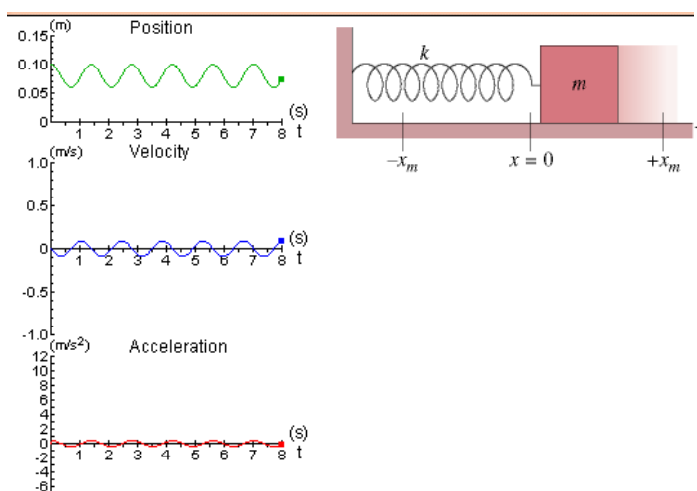 (m) Position
0.15
0.10
0.05
0
1 2 3 4 5 6 7 8
(s)
t
(m/s) Velocity
1.0
0.5
0
-0.5
-1.0
1 2 3 4 5 6 7 8
(s)
t
(m/s²) Acceleration
12
10
8
6
4
2
0
-2
-4
-6
1 2 3 4 5 6 7 8
(s)
t
k
m
–xₘ x = 0 +xₘ